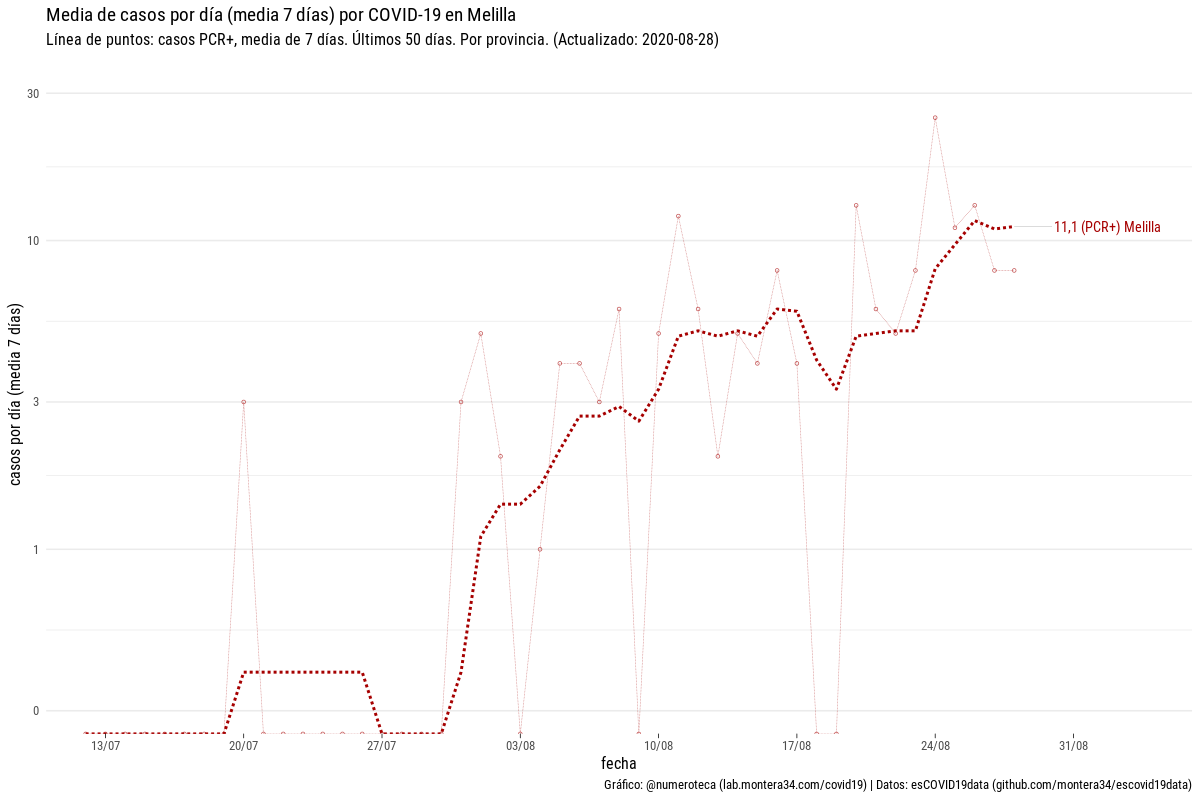 Media de casos por día (media 7 días) por COVID-19 en Melilla
Línea de puntos: casos PCR+, media de 7 días. Últimos 50 días. Por provincia. (Actualizado: 2020-08-28)
casos por día (media 7 días)
30
10
3
1
0
11,1 (PCR+) Melilla
13/07 20/07 27/07 03/08 10/08 17/08 24/08 31/08
fecha
Gráfico: @numeroteca (lab.montera34.com/covid19) | Datos: esCOVID19data (github.com/montera34/escovid19data)